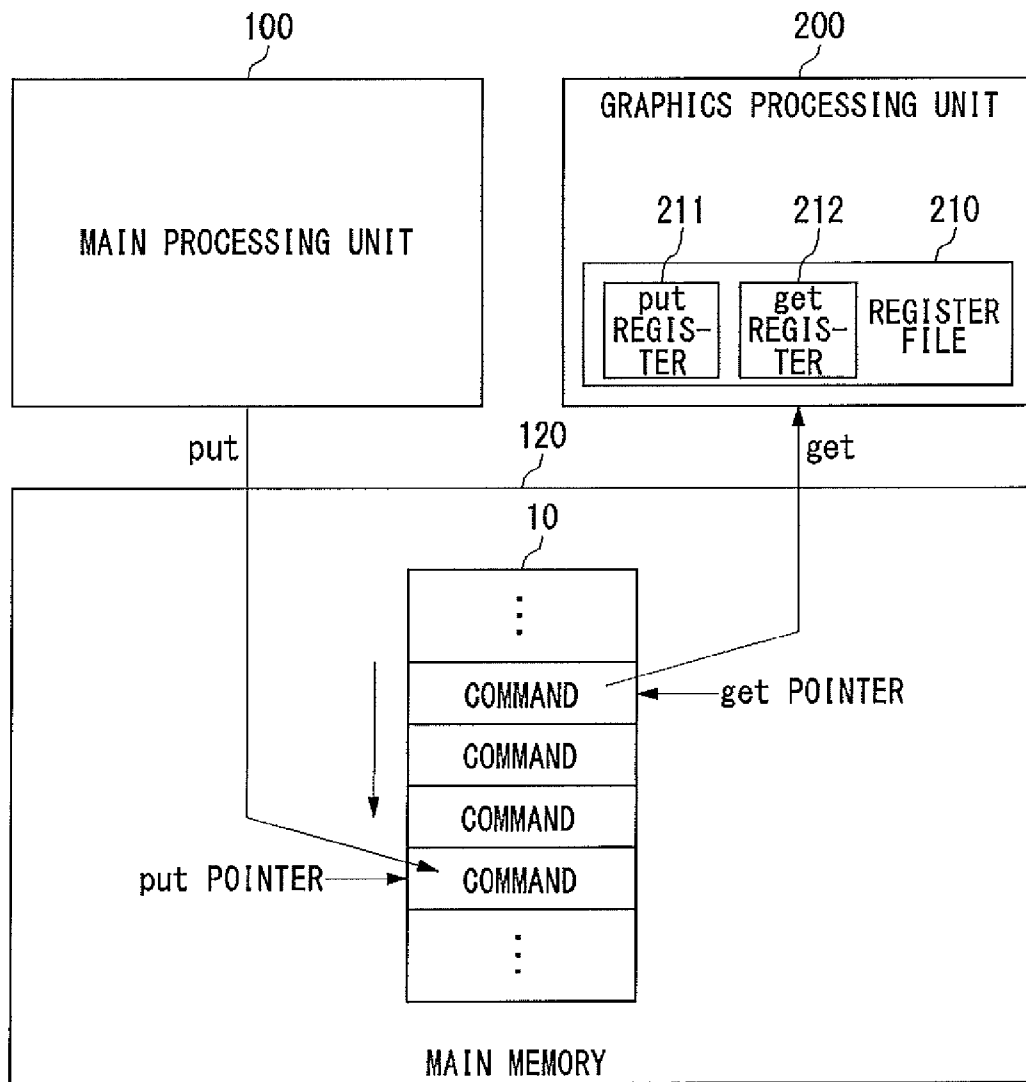 100
200
MAIN PROCESSING UNIT
GRAPHICS PROCESSING UNIT
211
212
210
put
REGIS-
TER
get
REGIS-
TER
REGISTER
FILE
put
120
get
10
⋮
COMMAND
get POINTER
COMMAND
COMMAND
put POINTER
COMMAND
⋮
MAIN MEMORY